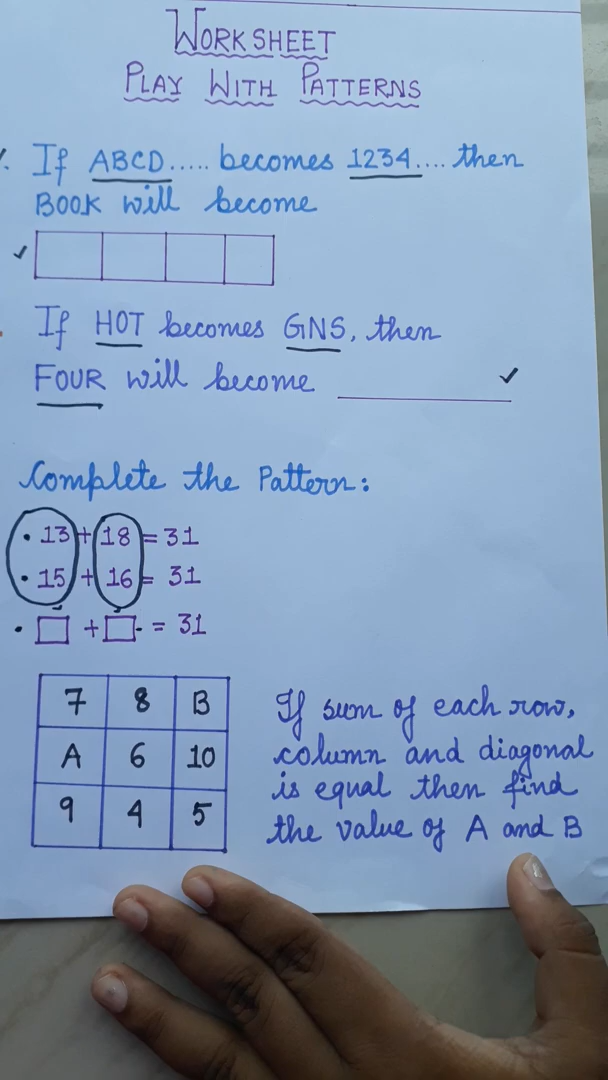 WORKSHEET
PLAY WITH PATTERNS
If ABCD..... becomes 1234.... then
BOOK will become
If HOT becomes GNS, then
FOUR will become
Complete the Pattern:
• 13 + 18 = 31
• 15 + 16 = 31
• □ + □ = 31
7 8 B
A 6 10
9 4 5
If sum of each row,
column and diagonal
is equal then find
the value of A and B